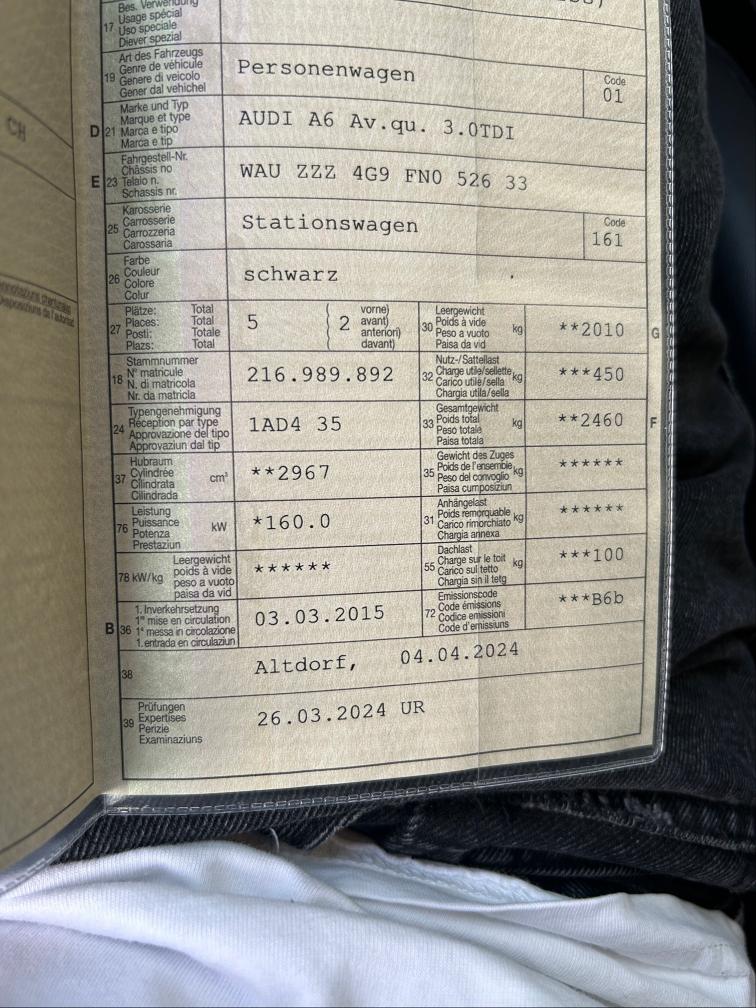 Bes. Verwendung
17 Usage spécial
Uso speciale
Diever spezial
Art des Fahrzeugs
19 Genre de véhicule
Genere di veicolo
Gener dal vehichel
Personenwagen
Code
01
Marke und Typ
D 21 Marque et type
Marca e tipo
Marca e tip
AUDI A6 Av.qu. 3.0TDI
Fahrgestell-Nr.
Châssis no
E 23 Telaio n.
Schassis nr.
WAU ZZZ 4G9 FN0 526 33
Karosserie
25 Carrosserie
Carrozzeria
Carossaria
Stationswagen
Code
161
Farbe
26 Couleur
Colore
Colur
schwarz
Plätze: Total
27 Places: Total
Posti: Totale
Plazs: Total
5
2
vorne)
avant)
anteriori)
davant)
Leergewicht
30 Poids à vide kg
Peso a vuoto
Paisa da vid
**2010 G
Stammnummer
18 N° matricule
N. di matricola
Nr. da matricla
216.989.892
Nutz-/Sattellast
32 Charge utile/sellette kg
Carico utile/sella
Chargia utila/sella
***450
Typengenehmigung
24 Réception par type
Approvazione del tipo
Approvaziun dal tip
1AD4 35
Gesamtgewicht
33 Poids total kg
Peso totale
Paisa totala
**2460 F
Hubraum
37 Cylindrée cm³
Cilindrata
Cilindrada
**2967
Gewicht des Zuges
35 Poids de l'ensemble kg
Peso del convoglio
Paisa cumposiziun
******
Leistung
76 Puissance kW
Potenza
Prestaziun
*160.0
Anhängelast
31 Poids remorquable kg
Carico rimorchiato
Chargia annexa
******
Leergewicht
78 kW/kg poids à vide
peso a vuoto
paisa da vid
******
Dachlast
55 Charge sur le toit kg
Carico sul tetto
Chargia sin il tetg
***100
1. Inverkehrsetzung
B 36 1re mise en circulation
1a messa in circolazione
1. entrada en circulaziun
03.03.2015
Emissionscode
72 Code émissions
Codice emissioni
Code d'emissiuns
***B6b
38
Altdorf, 04.04.2024
Prüfungen
39 Expertises
Perizie
Examinaziuns
26.03.2024 UR
CH